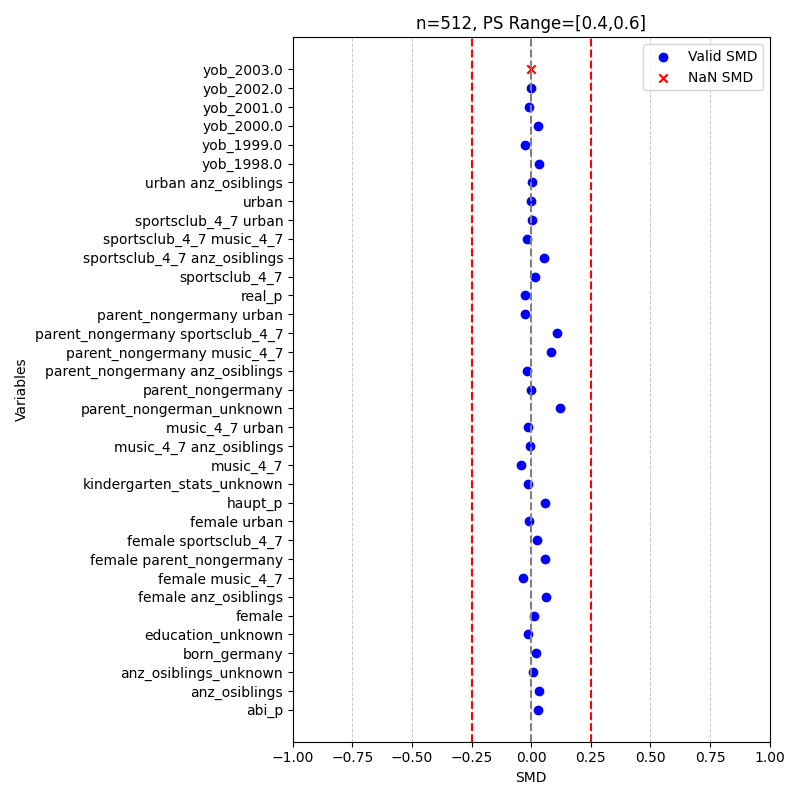 n=512, PS Range=[0.4,0.6]
Valid SMD
NaN SMD
Variables
yob_2003.0
yob_2002.0
yob_2001.0
yob_2000.0
yob_1999.0
yob_1998.0
urban anz_osiblings
urban
sportsclub_4_7 urban
sportsclub_4_7 music_4_7
sportsclub_4_7 anz_osiblings
sportsclub_4_7
real_p
parent_nongermany urban
parent_nongermany sportsclub_4_7
parent_nongermany music_4_7
parent_nongermany anz_osiblings
parent_nongermany
parent_nongerman_unknown
music_4_7 urban
music_4_7 anz_osiblings
music_4_7
kindergarten_stats_unknown
haupt_p
female urban
female sportsclub_4_7
female parent_nongermany
female music_4_7
female anz_osiblings
female
education_unknown
born_germany
anz_osiblings_unknown
anz_osiblings
abi_p
−1.00 −0.75 −0.50 −0.25 0.00 0.25 0.50 0.75 1.00
SMD